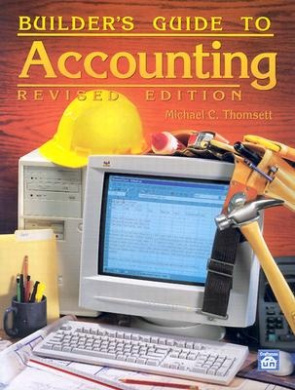 BUILDER'S GUIDE TO
Accounting
REVISED EDITION
Michael C. Thomsett